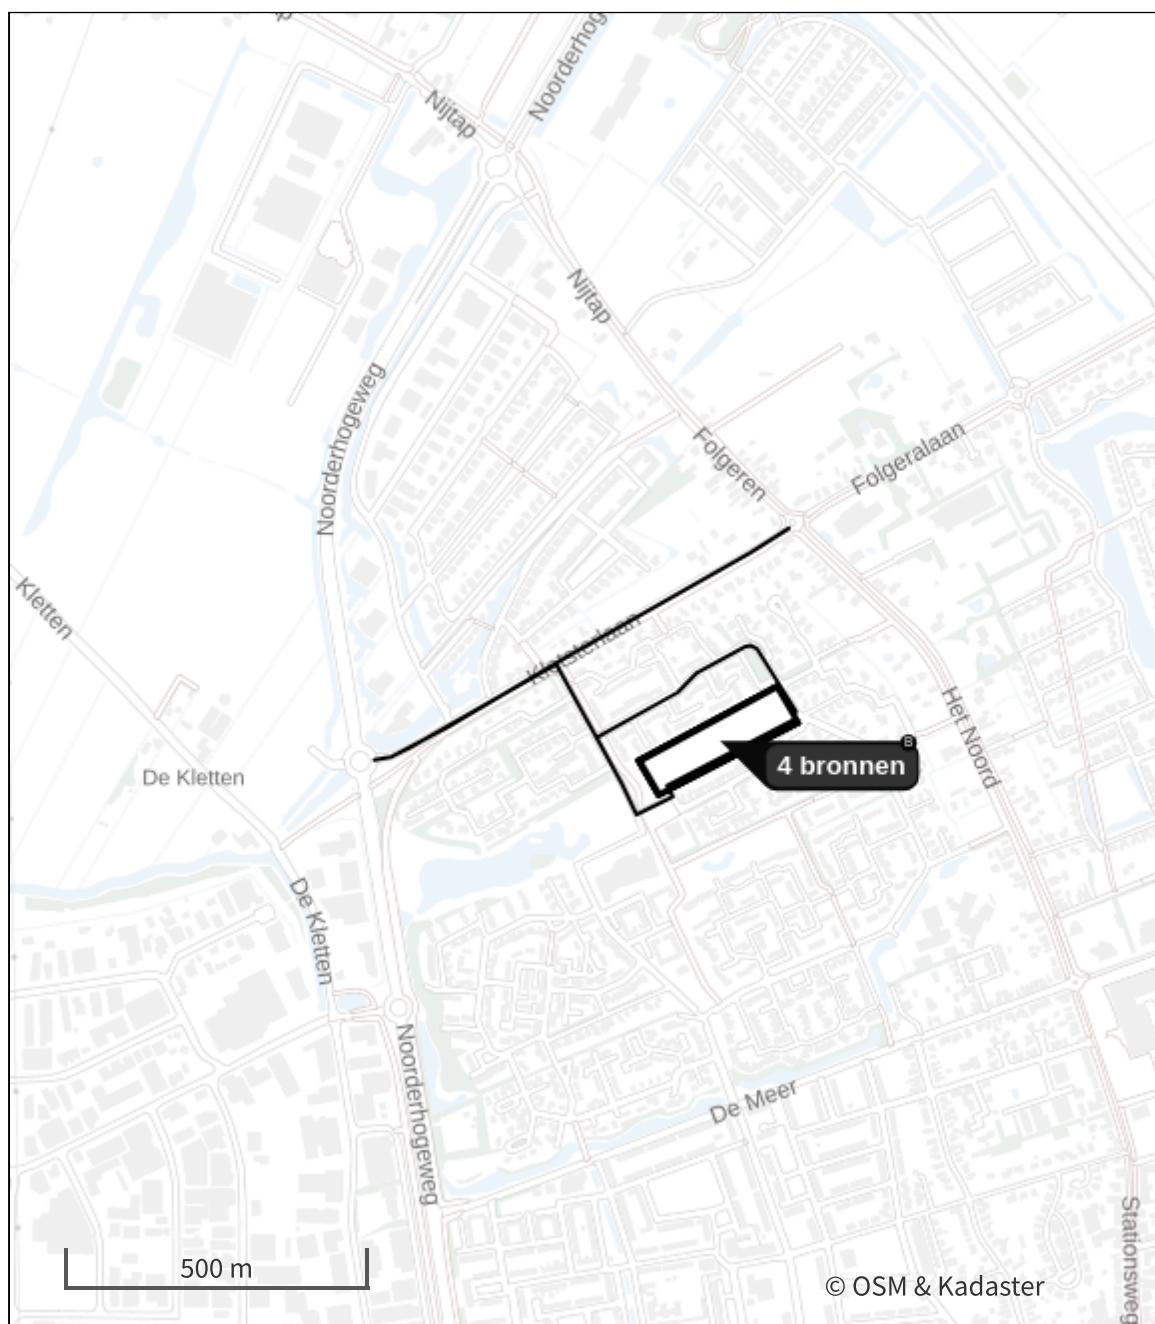 Nijtap
Noorderhog
Nijtap
Noorderhogeweg
Folgeren
Folgeralaan
Kletten
Kletsterlaan
Het Noord
B
4 bronnen
De Kletten
De Kletten
Noorderhogeweg
De Meer
Stationsweg
500 m
© OSM & Kadaster